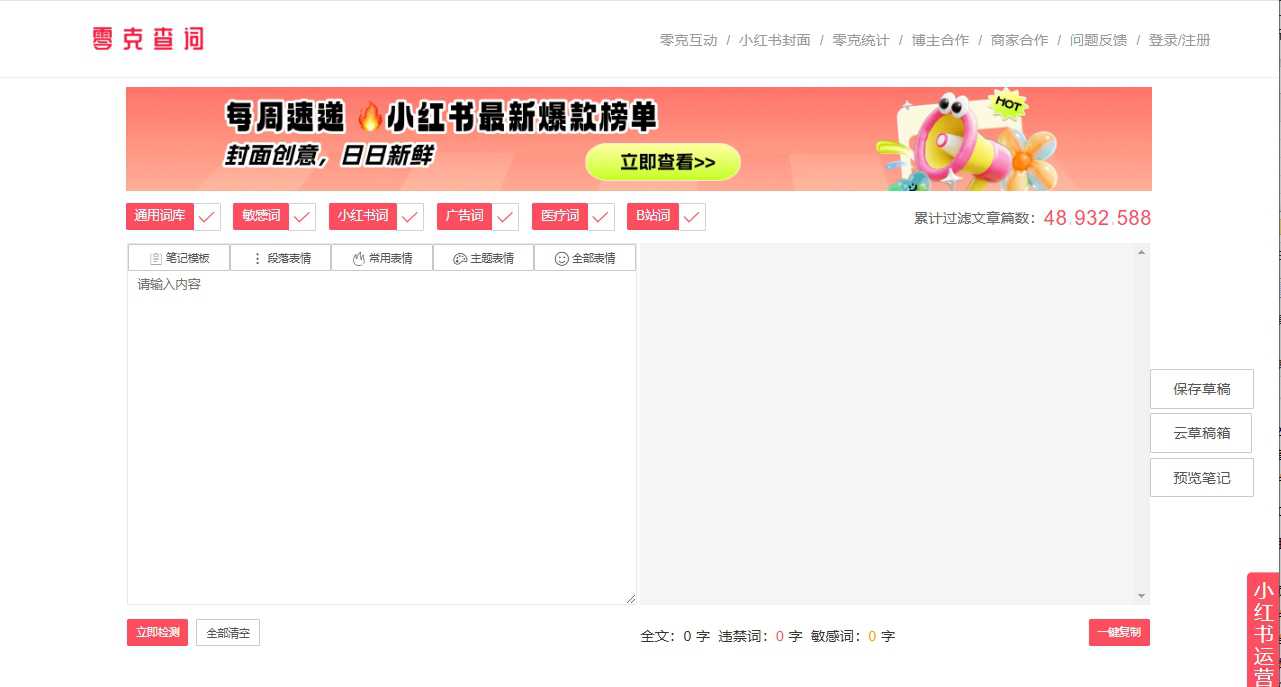 零克查词
零克互动 / 小红书封面 / 零克统计 / 博主合作 / 商家合作 / 问题反馈 / 登录/注册
每周速递 🔥小红书最新爆款榜单
封面创意，日日新鲜
立即查看>>
HOT
通用词库 敏感词 小红书词 广告词 医疗词 B站词 累计过滤文章篇数：48,932,588
笔记模板 段落表情 常用表情 主题表情 全部表情
请输入内容
保存草稿
云草稿箱
预览笔记
小红书运营
立即检测 全部清空 全文：0 字 违禁词：0 字 敏感词：0 字 一键复制